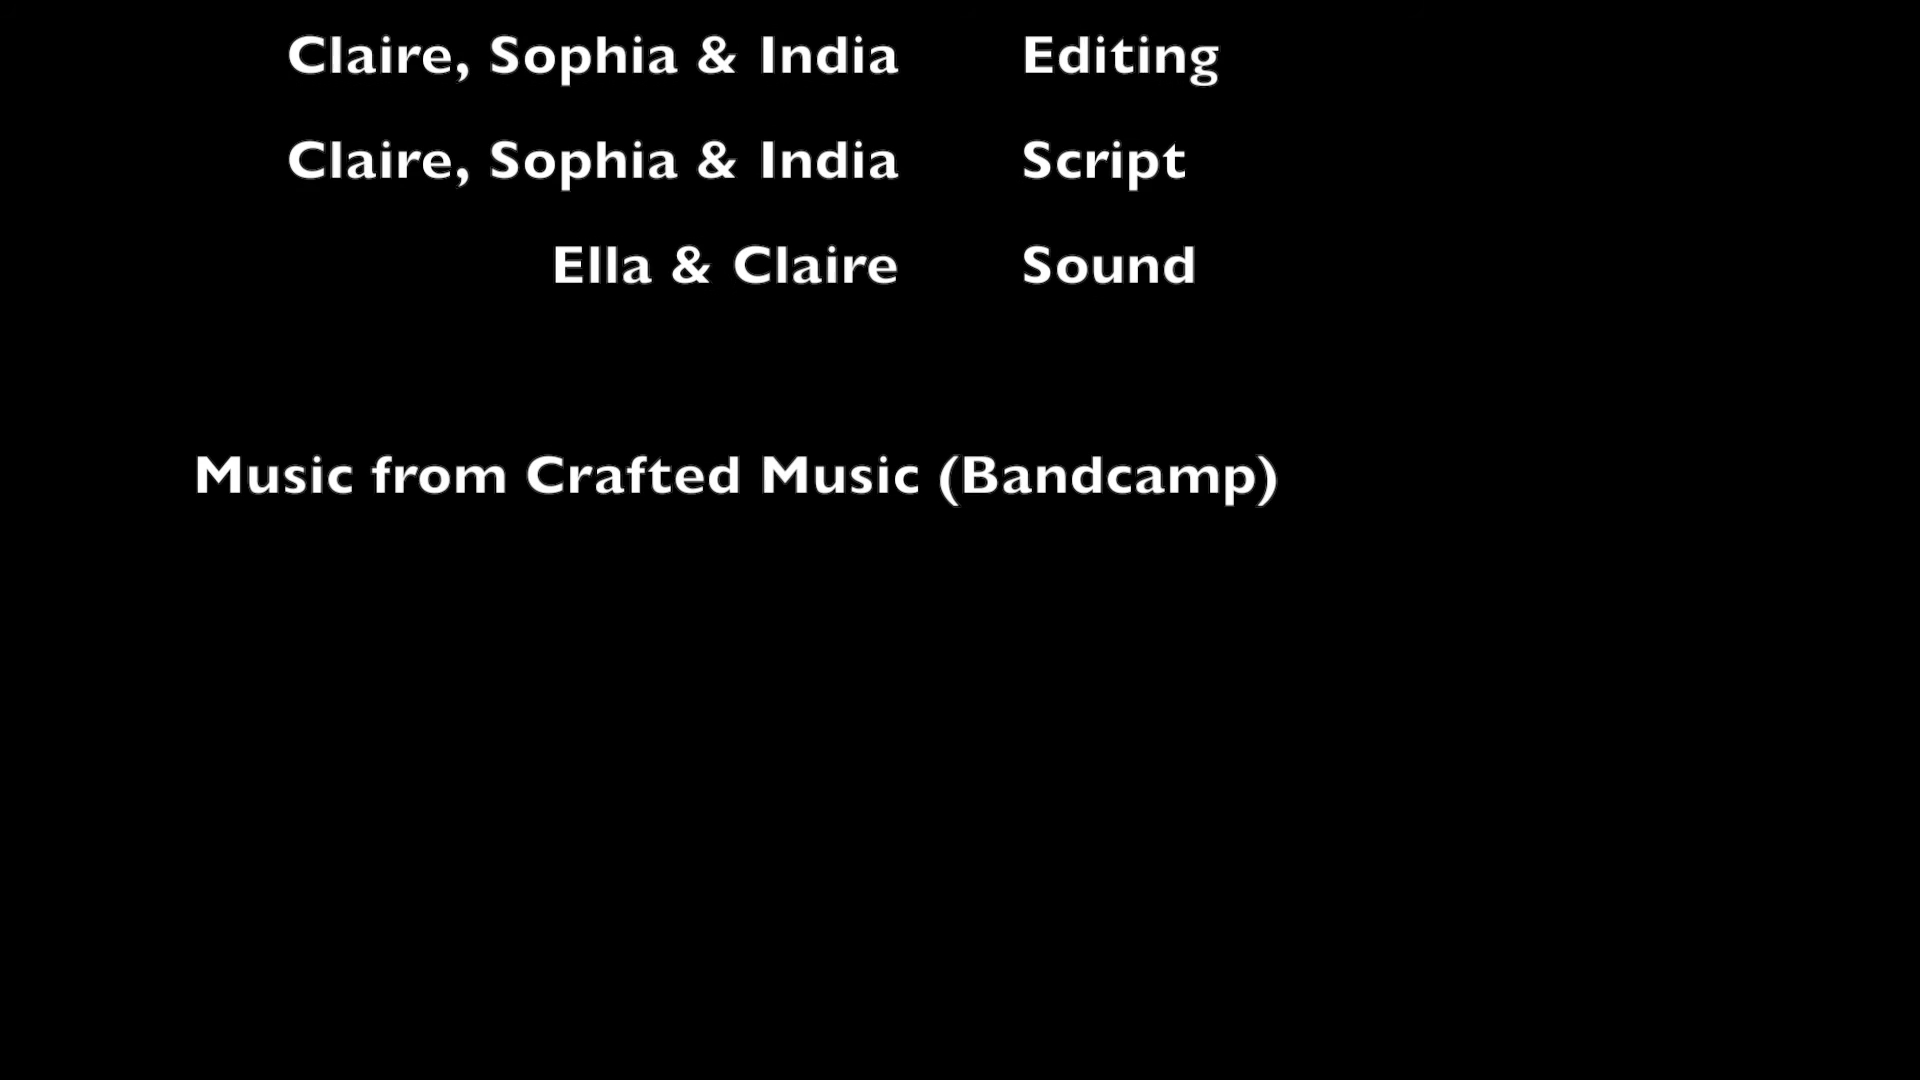 Claire, Sophia & India Editing
Claire, Sophia & India Script
Ella & Claire Sound
Music from Crafted Music (Bandcamp)